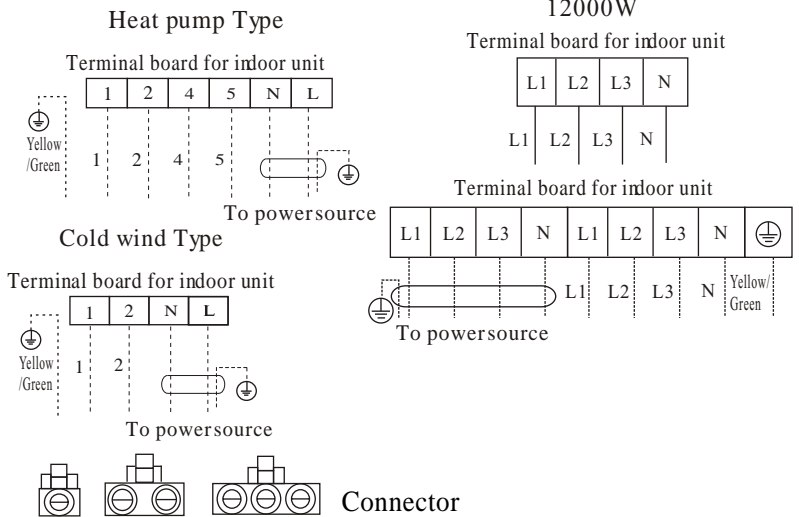 Heat pump Type
Terminal board for indoor unit
1 2 4 5 N L
Yellow
/Green
1 2 4 5
To power source
Cold wind Type
Terminal board for indoor unit
1 2 N L
Yellow
/Green
1 2
To power source
Connector
12000W
Terminal board for indoor unit
L1 L2 L3 N
L1 L2 L3 N
Terminal board for indoor unit
L1 L2 L3 N L1 L2 L3 N
L1 L2 L3 N Yellow/
Green
To power source